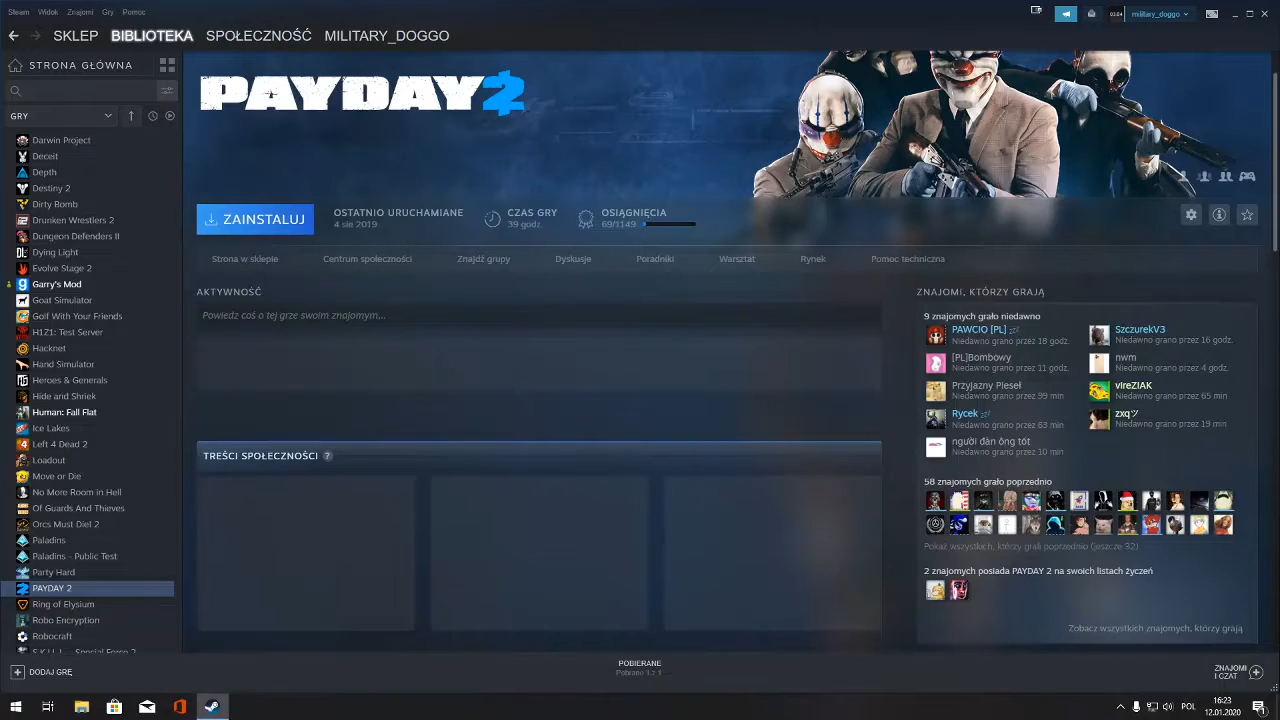 Steam Widok Znajomi Gry Pomoc
03:04 military_doggo
SKLEP BIBLIOTEKA SPOŁECZNOŚĆ MILITARY_DOGGO
STRONA GŁÓWNA
PAYDAY 2
GRY
Darwin Project
Deceit
Depth
Destiny 2
Dirty Bomb
Drunken Wrestlers 2
Dungeon Defenders II
Dying Light
Evolve Stage 2
Garry's Mod
Goat Simulator
Golf With Your Friends
H1Z1: Test Server
Hacknet
Hand Simulator
Heroes & Generals
Hide and Shriek
Human: Fall Flat
Ice Lakes
Left 4 Dead 2
Loadout
Move or Die
No More Room in Hell
Of Guards And Thieves
Orcs Must Die! 2
Paladins
Paladins - Public Test
Party Hard
PAYDAY 2
Ring of Elysium
Robo Encryption
Robocraft
S.K.I.L.L. - Special Force 2
ZAINSTALUJ
OSTATNIO URUCHAMIANE
4 sie 2019
CZAS GRY
39 godz.
OSIĄGNIĘCIA
69/1149
Strona w sklepie Centrum społeczności Znajdź grupy Dyskusje Poradniki Warsztat Rynek Pomoc techniczna
AKTYWNOŚĆ
Powiedz coś o tej grze swoim znajomym...
TREŚCI SPOŁECZNOŚCI ?
ZNAJOMI, KTÓRZY GRAJĄ
9 znajomych grało niedawno
PAWCIO [PL] zz
Niedawno grano przez 18 godz.
SzczurekV3
Niedawno grano przez 16 godz.
[PL]Bombowy
Niedawno grano przez 11 godz.
nwm
Niedawno grano przez 4 godz.
Przyjazny Pieseł
Niedawno grano przez 99 min
vireZIAK
Niedawno grano przez 65 min
Rycek zz
Niedawno grano przez 63 min
zxqツ
Niedawno grano przez 19 min
người đàn ông tốt
Niedawno grano przez 10 min
58 znajomych grało poprzednio
Pokaż wszystkich, którzy grali poprzednio (jeszcze 32)
2 znajomych posiada PAYDAY 2 na swoich listach życzeń
Zobacz wszystkich znajomych, którzy grają
DODAJ GRĘ
POBIERANE
Pobrano 1 z 1
ZNAJOMI
I CZAT
POL
16:23
12.01.2020